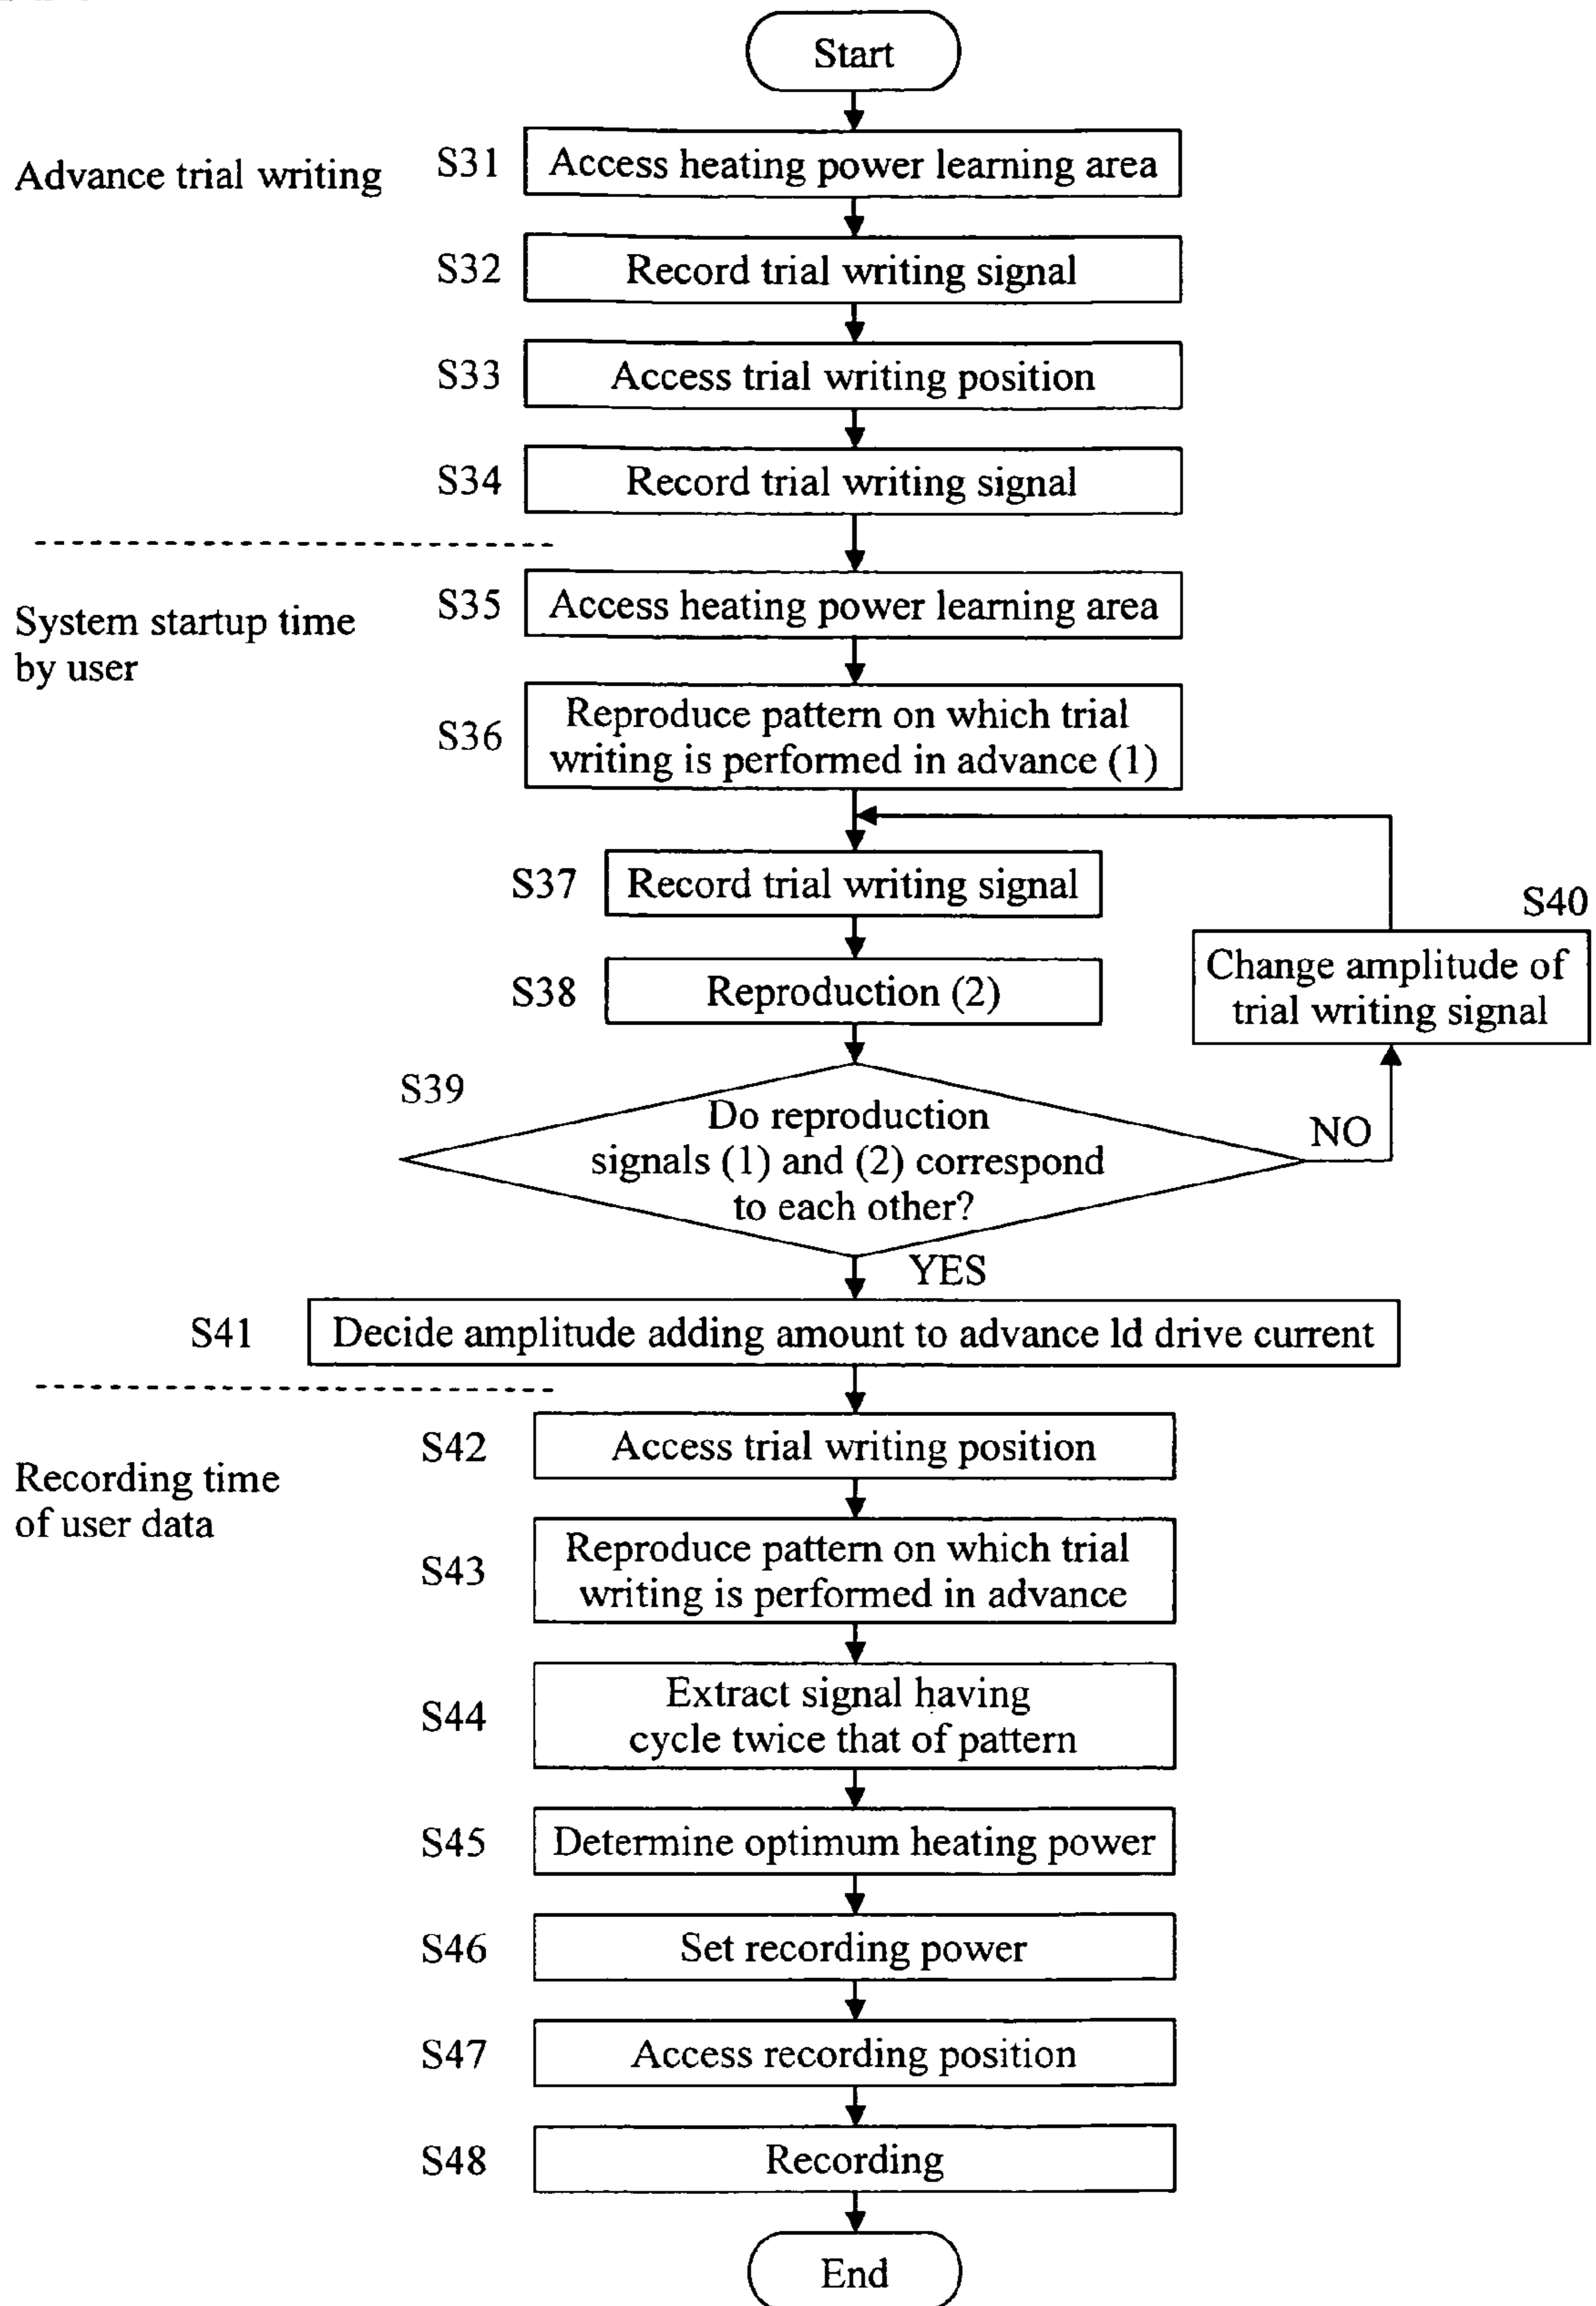 Start
Advance trial writing
S31
Access heating power learning area
S32
Record trial writing signal
S33
Access trial writing position
S34
Record trial writing signal
System startup time
by user
S35
Access heating power learning area
S36
Reproduce pattern on which trial
writing is performed in advance (1)
S37
Record trial writing signal
S38
Reproduction (2)
S40
Change amplitude of
trial writing signal
S39
Do reproduction
signals (1) and (2) correspond
to each other?
NO
YES
S41
Decide amplitude adding amount to advance ld drive current
Recording time
of user data
S42
Access trial writing position
S43
Reproduce pattern on which trial
writing is performed in advance
S44
Extract signal having
cycle twice that of pattern
S45
Determine optimum heating power
S46
Set recording power
S47
Access recording position
S48
Recording
End